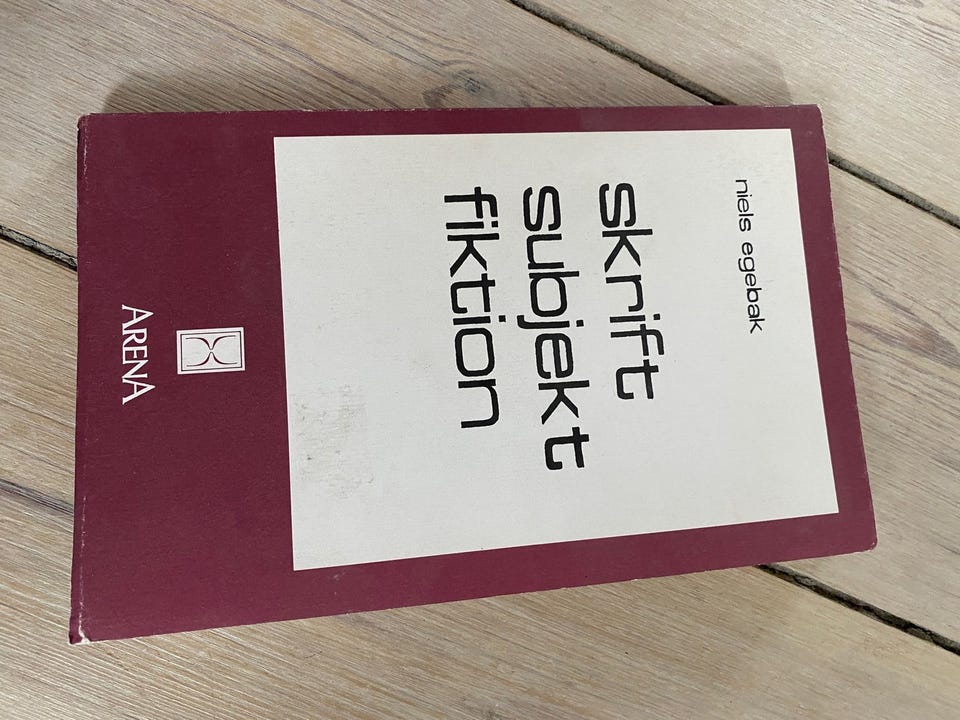 niels egebak
skrift
subjekt
fiktion
ARENA